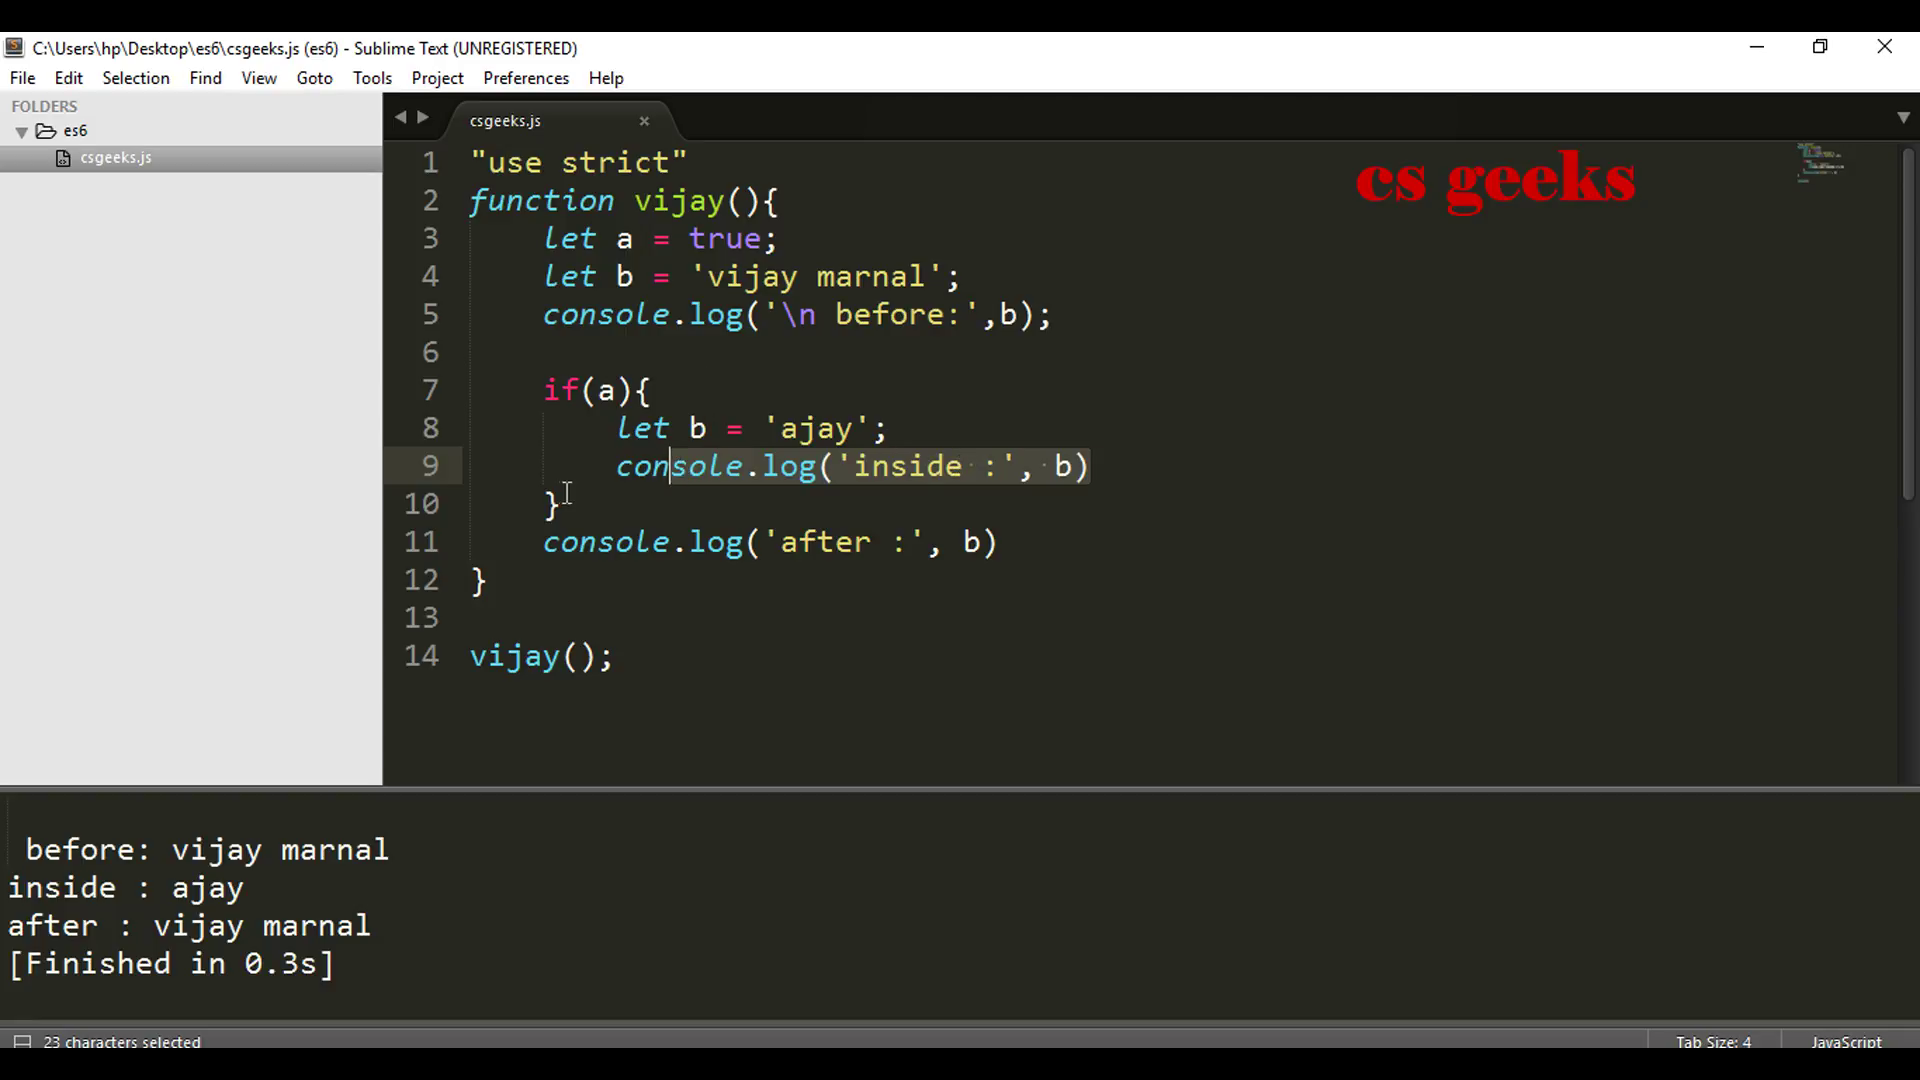 C:\Users\hp\Desktop\es6\csgeeks.js (es6) - Sublime Text (UNREGISTERED)
File Edit Selection Find View Goto Tools Project Preferences Help
FOLDERS
es6
csgeeks.js
csgeeks.js ×
cs geeks
1 "use strict"
2 function vijay(){
3 let a = true;
4 let b = 'vijay marnal';
5 console.log('\n before:',b);
6
7 if(a){
8 let b = 'ajay';
9 console.log('inside :', b)
10 }
11 console.log('after :', b)
12 }
13
14 vijay();
before: vijay marnal
inside : ajay
after : vijay marnal
[Finished in 0.3s]
23 characters selected Tab Size: 4 JavaScript